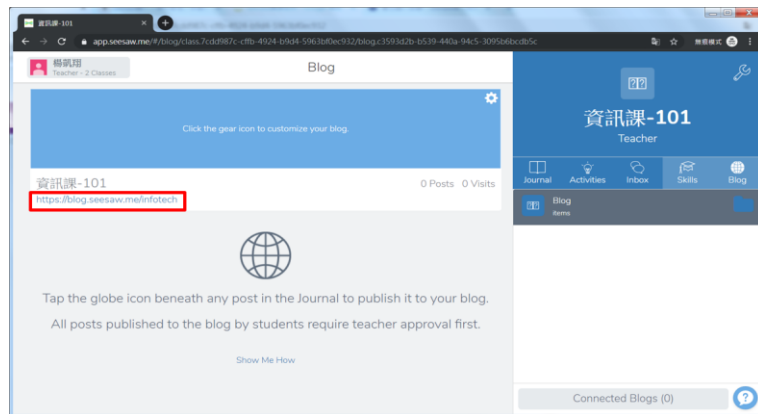 資訊課-101
app.seesaw.me/#/blog/class.7cdd987c-cffb-4924-b9d4-5963bf0ec932/blog.c3593d2b-b539-440a-94c5-3095b6bcdb5c
無痕模式
楊凱翔
Teacher - 2 Classes
Blog
Click the gear icon to customize your blog.
資訊課-101
0 Posts 0 Visits
https://blog.seesaw.me/infotech
Tap the globe icon beneath any post in the Journal to publish it to your blog.
All posts published to the blog by students require teacher approval first.
Show Me How
資訊課-101
Teacher
Journal Activities Inbox Skills Blog
Blog
items
Connected Blogs (0)